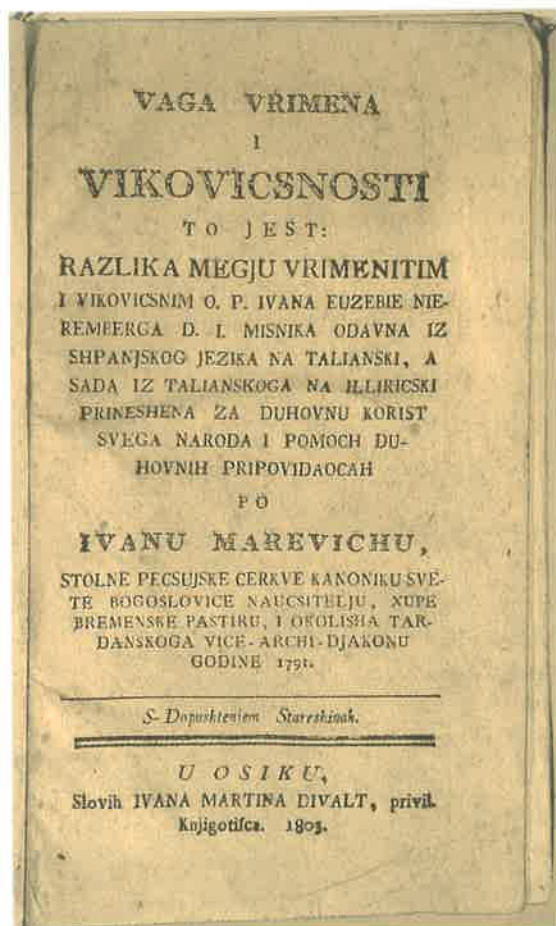 VAGA VRIMENA
I
VIKOVICSNOSTI
TO JEST:
RAZLIKA MEGJU VRIMENITIM
I VIKOVICSNIM O. P. IVANA EUZEBIE NIE-
REMBERGA D. I. MISNIKA ODAVNA IZ
SHPANJSKOG JEZIKA NA TALIANSKI, A
SADA IZ TALIANSKOGA NA ILLIRICSKI
PRINESHENA ZA DUHOVNU KORIST
SVEGA NARODA I POMOCH DU-
HOVNIH PRIPOVIDAOCAH
PO
IVANU MAREVICHU,
STOLNE PECSUJSKE CERKVE KANONIKU SVE-
TE BOGOSLOVICE NAUCSITELJU, XUPE
BREMENSKE PASTIRU, I OKOLISHA TAR-
DANSKOGA VICE-ARCHI-DJAKONU
GODINE 1791.
S-Dopushteniem Stareshinah.
U OSIKU,
Slovih IVANA MARTINA DIVALT, privil.
Knjigotisca. 1803.